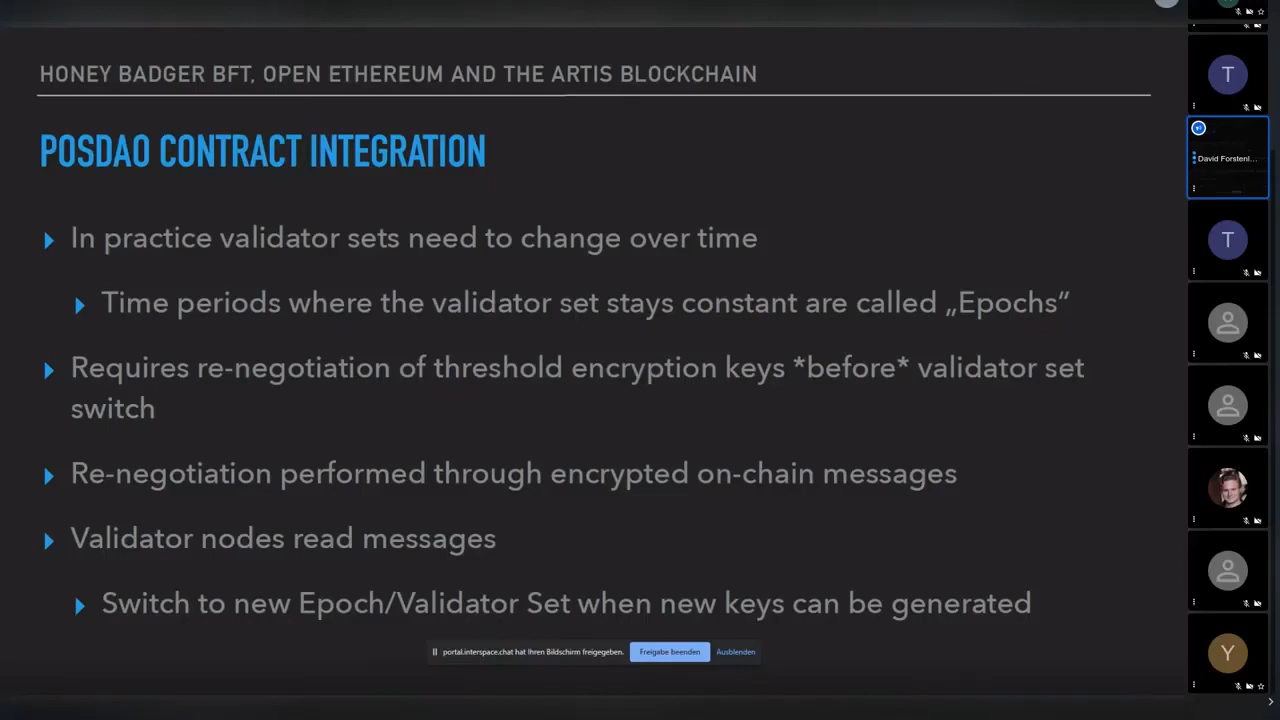 HONEY BADGER BFT, OPEN ETHEREUM AND THE ARTIS BLOCKCHAIN
POSDAO CONTRACT INTEGRATION
In practice validator sets need to change over time
Time periods where the validator set stays constant are called „Epochs”
Requires re-negotiation of threshold encryption keys *before* validator set
switch
Re-negotiation performed through encrypted on-chain messages
Validator nodes read messages
Switch to new Epoch/Validator Set when new keys can be generated
portal.interspace.chat hat Ihren Bildschirm freigegeben. Freigabe beenden Ausblenden
T
David Forstenl...
T
Y